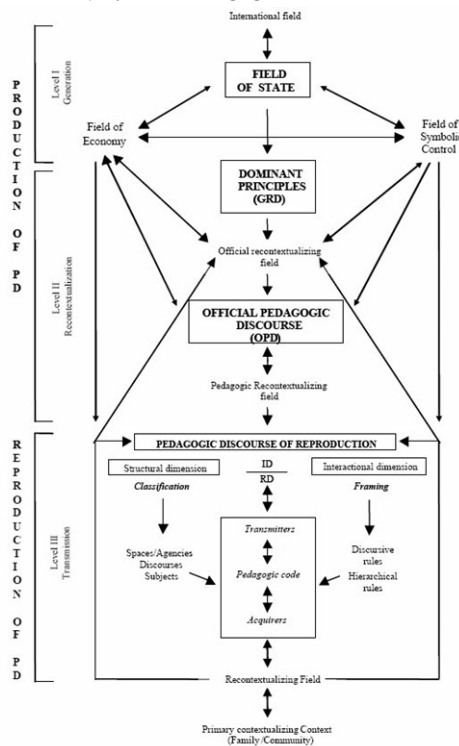 International field
FIELD
OF STATE
Level I
Generation
Field of
Economy
Field of
Symbolic
Control
PRODUCTION OF PD
DOMINANT
PRINCIPLES
(GRD)
Level II
Recontextualization
Official recontextualizing
field
OFFICIAL PEDAGOGIC
DISCOURSE
(OPD)
Pedagogic Recontextualizing
field
REPRODUCTION OF PD
Level III
Transmission
PEDAGOGIC DISCOURSE OF REPRODUCTION
Structural dimension
Classification
ID
RD
Interactional dimension
Framing
Transmitters
Spaces/Agencies
Discourses
Subjects
Pedagogic code
Discursive
rules
Hierarchical
rules
Acquirers
Recontextualizing Field
Primary contextualizing Context
(Family/Community)